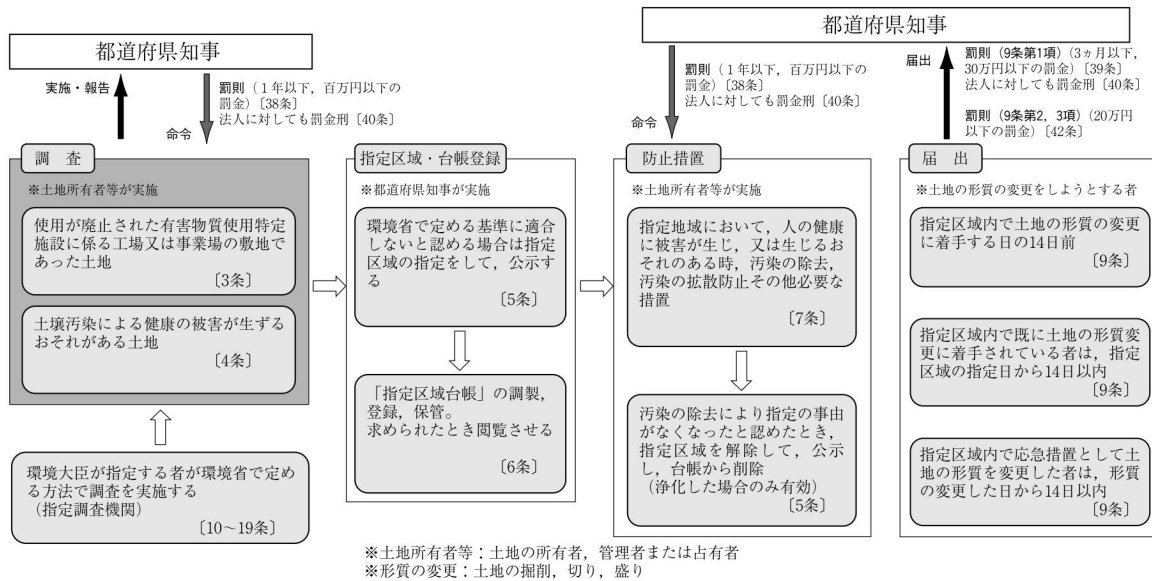 都道府県知事
実施・報告
罰則（1年以下，百万円以下の
罰金）〔38条〕
法人に対しても罰金刑〔40条〕
命令
調　査
※土地所有者等が実施
使用が廃止された有害物質使用特定
施設に係る工場又は事業場の敷地で
あった土地
〔3条〕
土壌汚染による健康の被害が生ずる
おそれがある土地
〔4条〕
環境大臣が指定する者が環境省で定め
る方法で調査を実施する
（指定調査機関）
〔10～19条〕
指定区域・台帳登録
※都道府県知事が実施
環境省で定める基準に適合
しないと認める場合は指定
区域の指定をして，公示す
る
〔5条〕
「指定区域台帳」の調製，
登録，保管。
求められたとき閲覧させる
〔6条〕
都道府県知事
罰則（1年以下，百万円以下の
罰金）〔38条〕
法人に対しても罰金刑〔40条〕
命令
防止措置
※土地所有者等が実施
指定地域において，人の健康
に被害が生じ，又は生じるお
それのある時，汚染の除去，
汚染の拡散防止その他必要な
措置
〔7条〕
汚染の除去により指定の事由
がなくなったと認めたとき，
指定区域を解除して，公示
し，台帳から削除
（浄化した場合のみ有効）
〔5条〕
届出
罰則（9条第1項）（3ヵ月以下，
30万円以下の罰金）〔39条〕
法人に対しても罰金刑〔40条〕
罰則（9条第2，3項）（20万円
以下の罰金）〔42条〕
届　出
※土地の形質の変更をしようとする者
指定区域内で土地の形質の変更
に着手する日の14日前
〔9条〕
指定区域内で既に土地の形質変
更に着手されている者は，指定
区域の指定日から14日以内
〔9条〕
指定区域内で応急措置として土
地の形質を変更した者は，形質
の変更した日から14日以内
〔9条〕
※土地所有者等：土地の所有者，管理者または占有者
※形質の変更：土地の掘削，切り，盛り